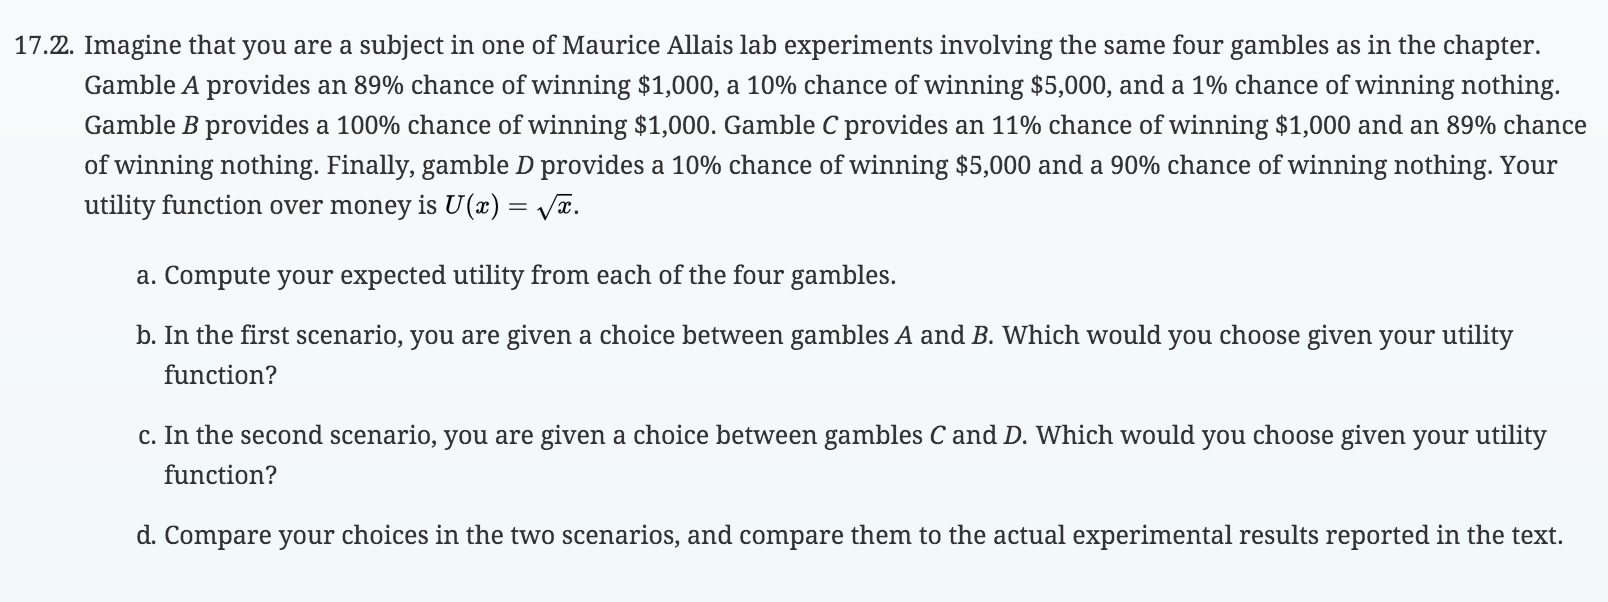 17.2. Imagine that you are a subject in one of Maurice Allais lab experiments involving the same four gambles as in the chapter.
Gamble A provides an 89% chance of winning $1,000, a 10% chance of winning $5,000, and a 1% chance of winning nothing.
Gamble B provides a 100% chance of winning $1,000. Gamble C provides an 11% chance of winning $1,000 and an 89% chance
of winning nothing. Finally, gamble D provides a 10% chance of winning $5,000 and a 90% chance of winning nothing. Your
utility function over money is U(x) = √x.
a. Compute your expected utility from each of the four gambles.
b. In the first scenario, you are given a choice between gambles A and B. Which would you choose given your utility
function?
c. In the second scenario, you are given a choice between gambles C and D. Which would you choose given your utility
function?
d. Compare your choices in the two scenarios, and compare them to the actual experimental results reported in the text.